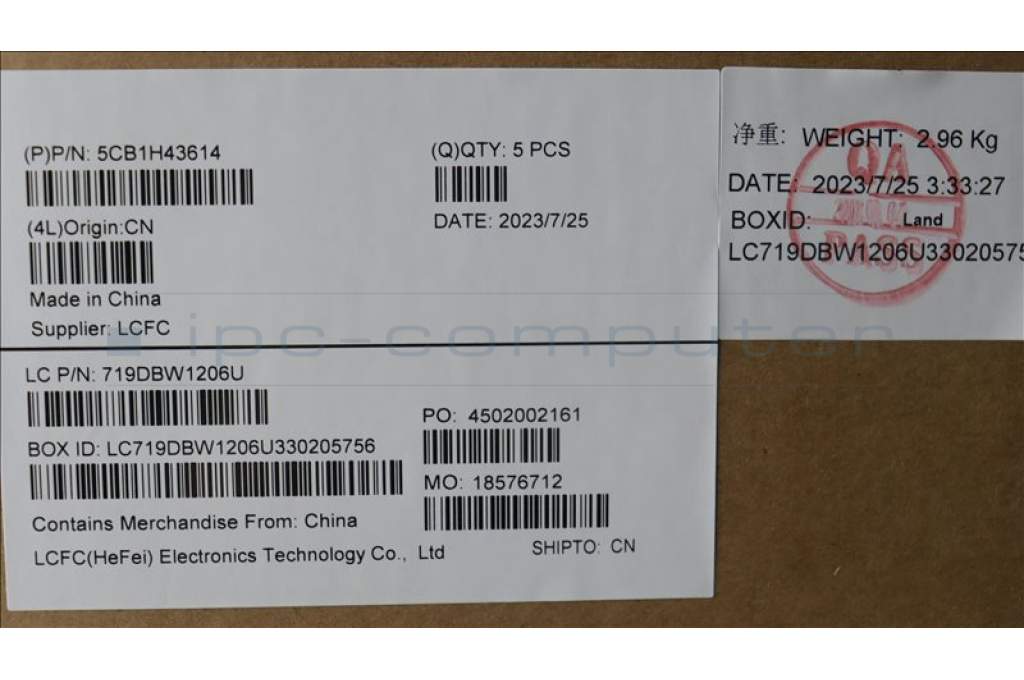 (P)P/N: 5CB1H43614
(Q)QTY: 5 PCS
(4L)Origin:CN
DATE: 2023/7/25
Made in China
Supplier: LCFC
净重: WEIGHT: 2.96 Kg
DATE: 2023/7/25 3:33:27
BOXID: Land
LC719DBW1206U33020575
QA
PASS
ipc-computer
LC P/N: 719DBW1206U
PO: 4502002161
BOX ID: LC719DBW1206U330205756
MO: 18576712
Contains Merchandise From: China
LCFC(HeFei) Electronics Technology Co., Ltd
SHIPTO: CN